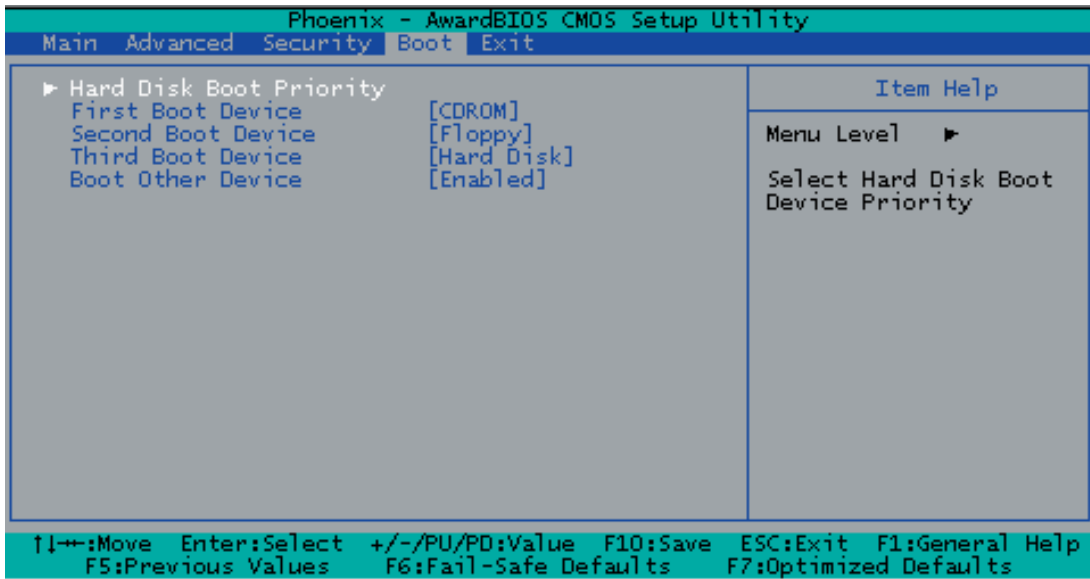 Phoenix - AwardBIOS CMOS Setup Utility
Main Advanced Security Boot Exit
▶ Hard Disk Boot Priority
First Boot Device [CDROM]
Second Boot Device [Floppy]
Third Boot Device [Hard Disk]
Boot Other Device [Enabled]
Item Help
Menu Level ▶
Select Hard Disk Boot
Device Priority
↑↓→←:Move Enter:Select +/-/PU/PD:Value F10:Save ESC:Exit F1:General Help
F5:Previous Values F6:Fail-Safe Defaults F7:Optimized Defaults